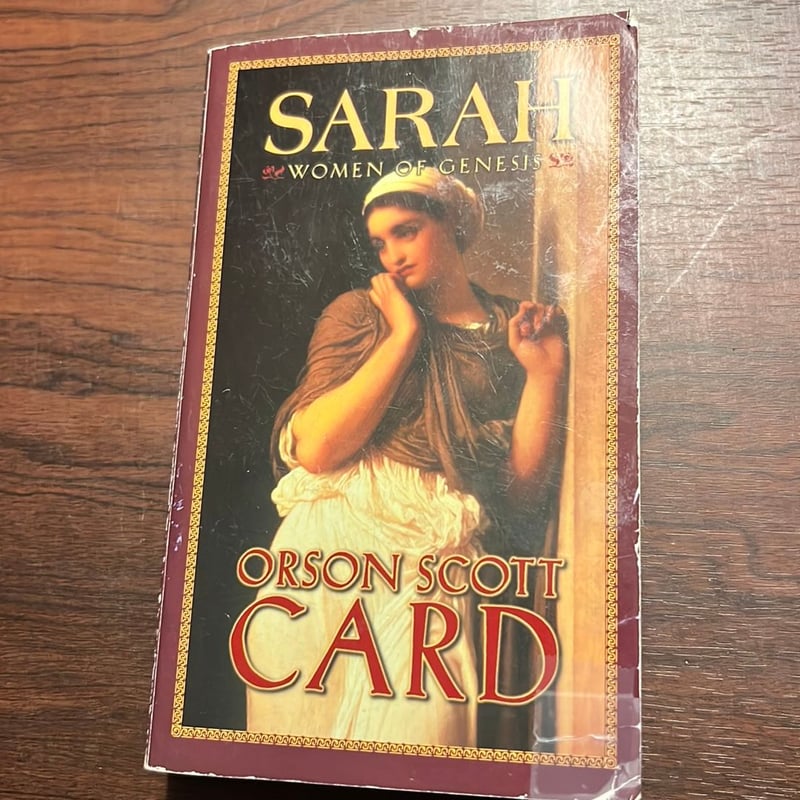 SARAH
WOMEN OF GENESIS
ORSON SCOTT
CARD